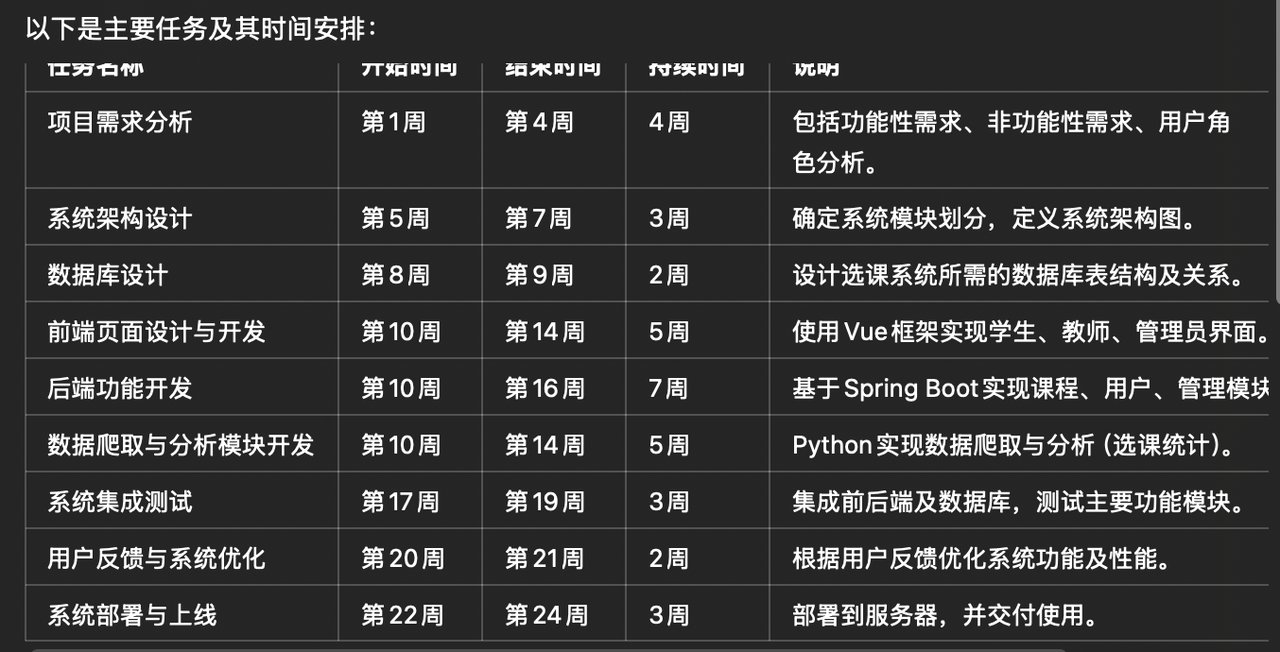 以下是主要任务及其时间安排：
任务名称 开始时间 结束时间 持续时间 说明
项目需求分析 第1周 第4周 4周 包括功能性需求、非功能性需求、用户角
色分析。
系统架构设计 第5周 第7周 3周 确定系统模块划分，定义系统架构图。
数据库设计 第8周 第9周 2周 设计选课系统所需的数据库表结构及关系。
前端页面设计与开发 第10周 第14周 5周 使用Vue框架实现学生、教师、管理员界面。
后端功能开发 第10周 第16周 7周 基于Spring Boot实现课程、用户、管理模块
数据爬取与分析模块开发 第10周 第14周 5周 Python实现数据爬取与分析（选课统计）。
系统集成测试 第17周 第19周 3周 集成前后端及数据库，测试主要功能模块。
用户反馈与系统优化 第20周 第21周 2周 根据用户反馈优化系统功能及性能。
系统部署与上线 第22周 第24周 3周 部署到服务器，并交付使用。